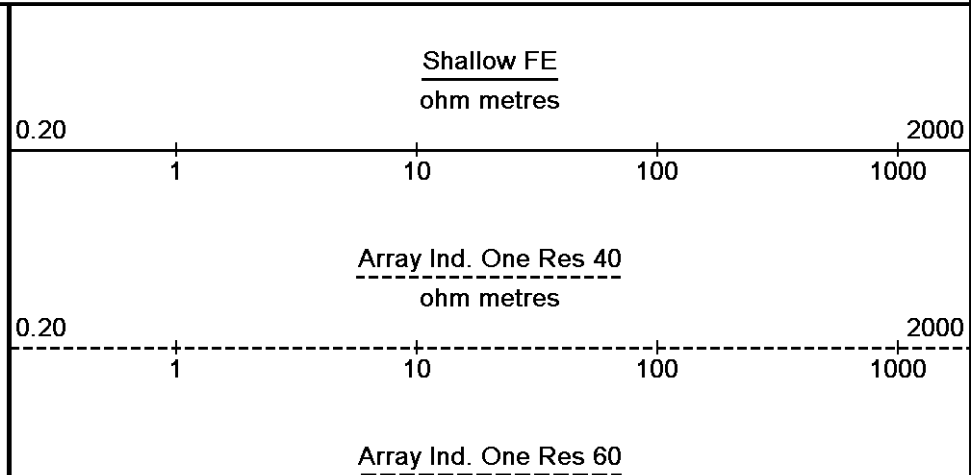 Shallow FE
ohm metres
0.20 2000
1 10 100 1000
Array Ind. One Res 40
ohm metres
0.20 2000
1 10 100 1000
Array Ind. One Res 60